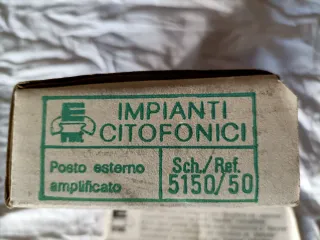 IMPIANTI
CITOFONICI
Posto esterno
amplificato
Sch./Ref.
5150/50